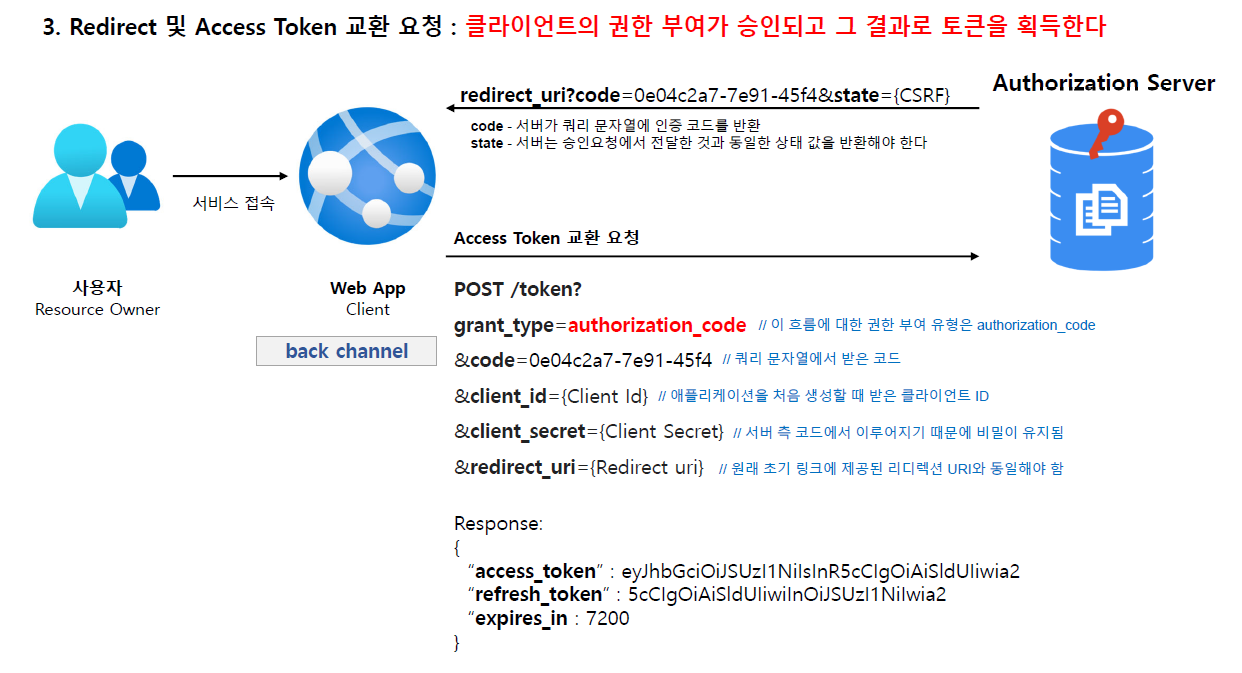 3. Redirect 및 Access Token 교환 요청 : 클라이언트의 권한 부여가 승인되고 그 결과로 토큰을 획득한다
Authorization Server
redirect_uri?code=0e04c2a7-7e91-45f4&state={CSRF}
code - 서버가 쿼리 문자열에 인증 코드를 반환
state - 서버는 승인요청에서 전달한 것과 동일한 상태 값을 반환해야 한다
서비스 접속
Access Token 교환 요청
사용자
Resource Owner
Web App
Client
back channel
POST /token?
grant_type=authorization_code // 이 흐름에 대한 권한 부여 유형은 authorization_code
&code=0e04c2a7-7e91-45f4 // 쿼리 문자열에서 받은 코드
&client_id={Client Id} // 애플리케이션을 처음 생성할 때 받은 클라이언트 ID
&client_secret={Client Secret} // 서버 측 코드에서 이루어지기 때문에 비밀이 유지됨
&redirect_uri={Redirect uri} // 원래 초기 링크에 제공된 리디렉션 URI와 동일해야 함
Response:
{
“access_token” : eyJhbGciOiJSUzI1NiIsInR5cCIgOiAiSldUIiwia2
“refresh_token” : 5cCIgOiAiSldUIiwiInOiJSUzI1NiIwia2
“expires_in : 7200
}